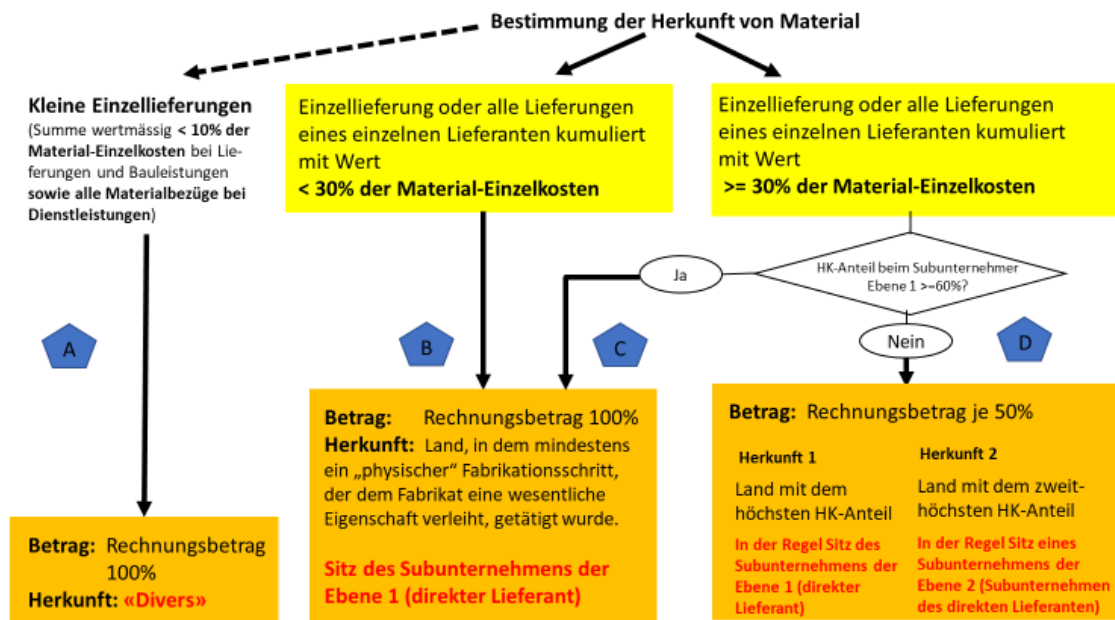 Bestimmung der Herkunft von Material
Kleine Einzellieferungen
(Summe wertmässig < 10% der
Material-Einzelkosten bei Lie-
ferungen und Bauleistungen
sowie alle Materialbezüge bei
Dienstleistungen)
Einzellieferung oder alle Lieferungen
eines einzelnen Lieferanten kumuliert
mit Wert
< 30% der Material-Einzelkosten
Einzellieferung oder alle Lieferungen
eines einzelnen Lieferanten kumuliert
mit Wert
>= 30% der Material-Einzelkosten
HK-Anteil beim Subunternehmer
Ebene 1 >=60%?
Ja
Nein
A
B
C
D
Betrag: Rechnungsbetrag
100%
Herkunft: «Divers»
Betrag: Rechnungsbetrag 100%
Herkunft: Land, in dem mindestens
ein „physischer“ Fabrikationsschritt,
der dem Fabrikat eine wesentliche
Eigenschaft verleiht, getätigt wurde.
Sitz des Subunternehmens der
Ebene 1 (direkter Lieferant)
Betrag: Rechnungsbetrag je 50%
Herkunft 1
Land mit dem
höchsten HK-Anteil
In der Regel Sitz des
Subunternehmens der
Ebene 1 (direkter
Lieferant)
Herkunft 2
Land mit dem zweit-
höchsten HK-Anteil
In der Regel Sitz eines
Subunternehmens der
Ebene 2 (Subunternehmen
des direkten Lieferanten)